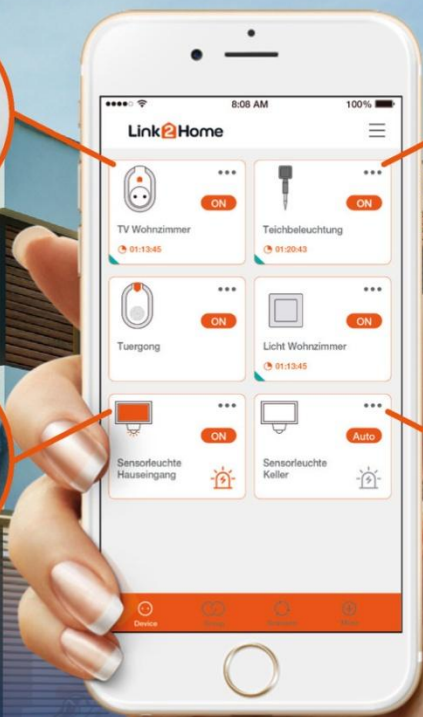 8:08 AM
100%
Link2Home
ON
TV Wohnzimmer
01:13:45
ON
Teichbeleuchtung
01:20:43
ON
Tuergong
ON
Licht Wohnzimmer
01:13:45
ON
Sensorleuchte
Hauseingang
Auto
Sensorleuchte
Keller
Device